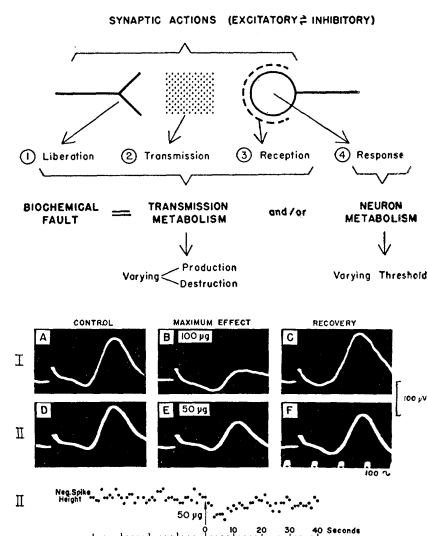 SYNAPTIC ACTIONS (EXCITATORY ⇌ INHIBITORY)
① Liberation ② Transmission ③ Reception ④ Response
BIOCHEMICAL FAULT = TRANSMISSION METABOLISM and/or NEURON METABOLISM
Varying Production Destruction
Varying Threshold
CONTROL MAXIMUM EFFECT RECOVERY
I A B 100 μg C
100 μV
II D E 50 μg F
100 ~
II Neg. Spike Height
50 μg
0 10 20 30 40 Seconds